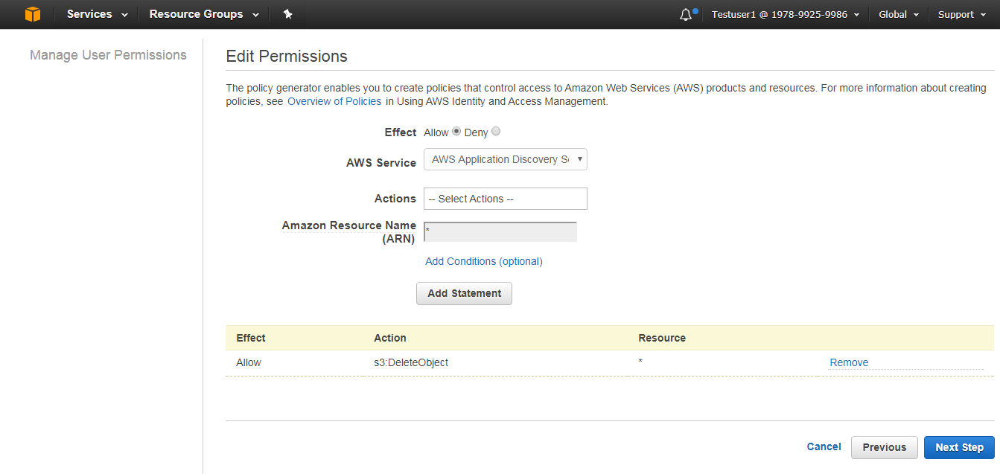 Services Resource Groups Testuser1 @ 1978-9925-9986 Global Support
Manage User Permissions
Edit Permissions
The policy generator enables you to create policies that control access to Amazon Web Services (AWS) products and resources. For more information about creating
policies, see Overview of Policies in Using AWS Identity and Access Management.
Effect Allow Deny
AWS Service AWS Application Discovery Se
Actions -- Select Actions --
Amazon Resource Name
(ARN) *
Add Conditions (optional)
Add Statement
Effect Action Resource
Allow s3:DeleteObject * Remove
Cancel Previous Next Step